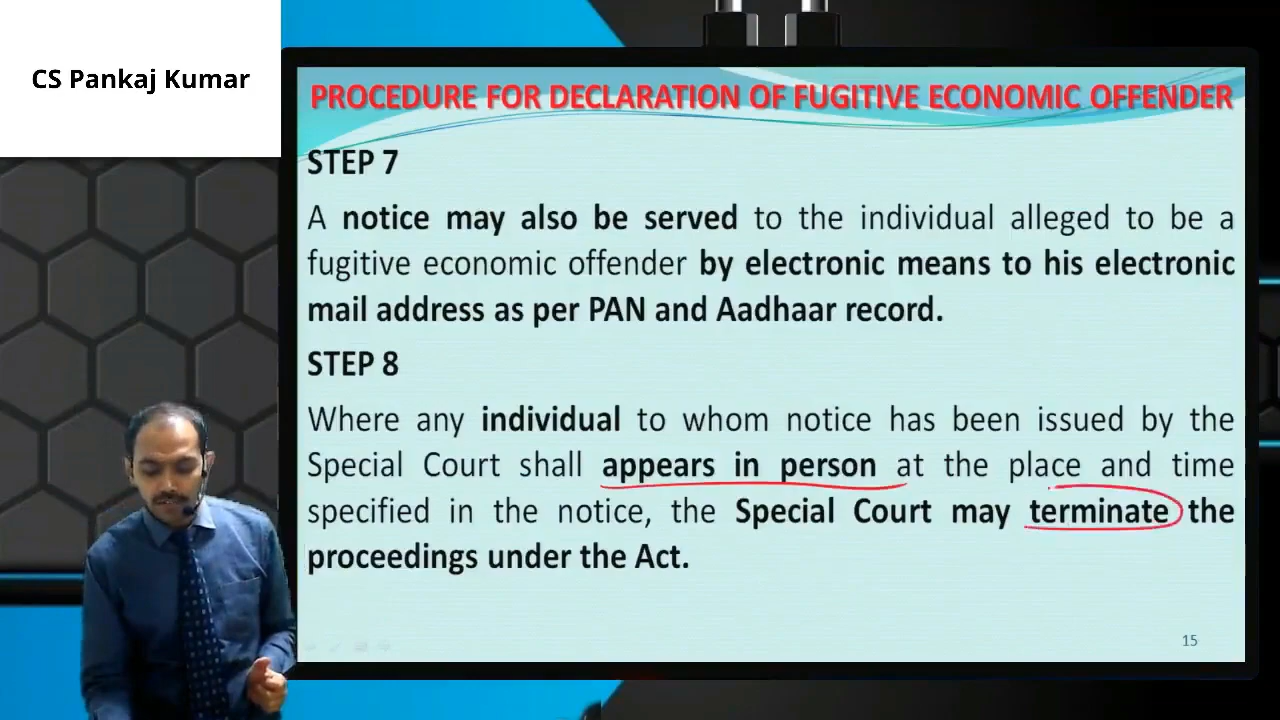 CS Pankaj Kumar
PROCEDURE FOR DECLARATION OF FUGITIVE ECONOMIC OFFENDER
STEP 7
A notice may also be served to the individual alleged to be a
fugitive economic offender by electronic means to his electronic
mail address as per PAN and Aadhaar record.
STEP 8
Where any individual to whom notice has been issued by the
Special Court shall appears in person at the place and time
specified in the notice, the Special Court may terminate the
proceedings under the Act.
15